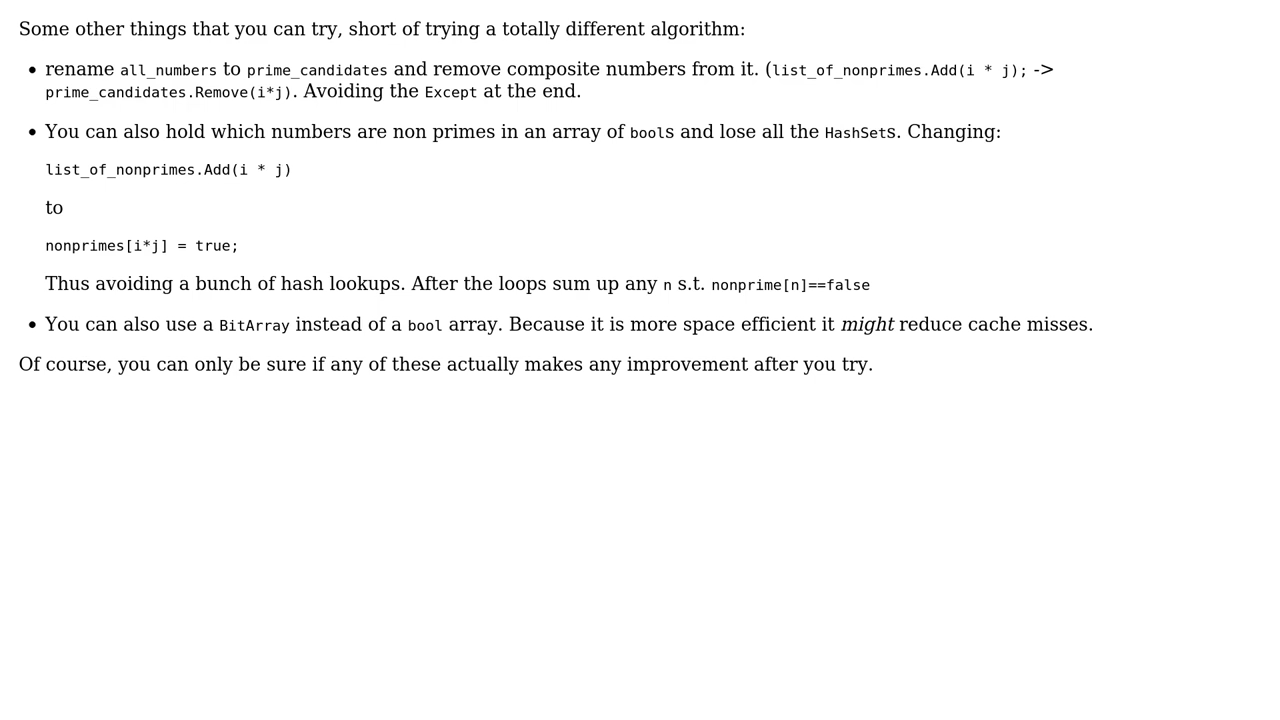 Some other things that you can try, short of trying a totally different algorithm:
• rename all_numbers to prime_candidates and remove composite numbers from it. (list_of_nonprimes.Add(i * j); ->
prime_candidates.Remove(i*j). Avoiding the Except at the end.
• You can also hold which numbers are non primes in an array of bools and lose all the HashSets. Changing:
list_of_nonprimes.Add(i * j)
to
nonprimes[i*j] = true;
Thus avoiding a bunch of hash lookups. After the loops sum up any n s.t. nonprime[n]==false
• You can also use a BitArray instead of a bool array. Because it is more space efficient it might reduce cache misses.
Of course, you can only be sure if any of these actually makes any improvement after you try.